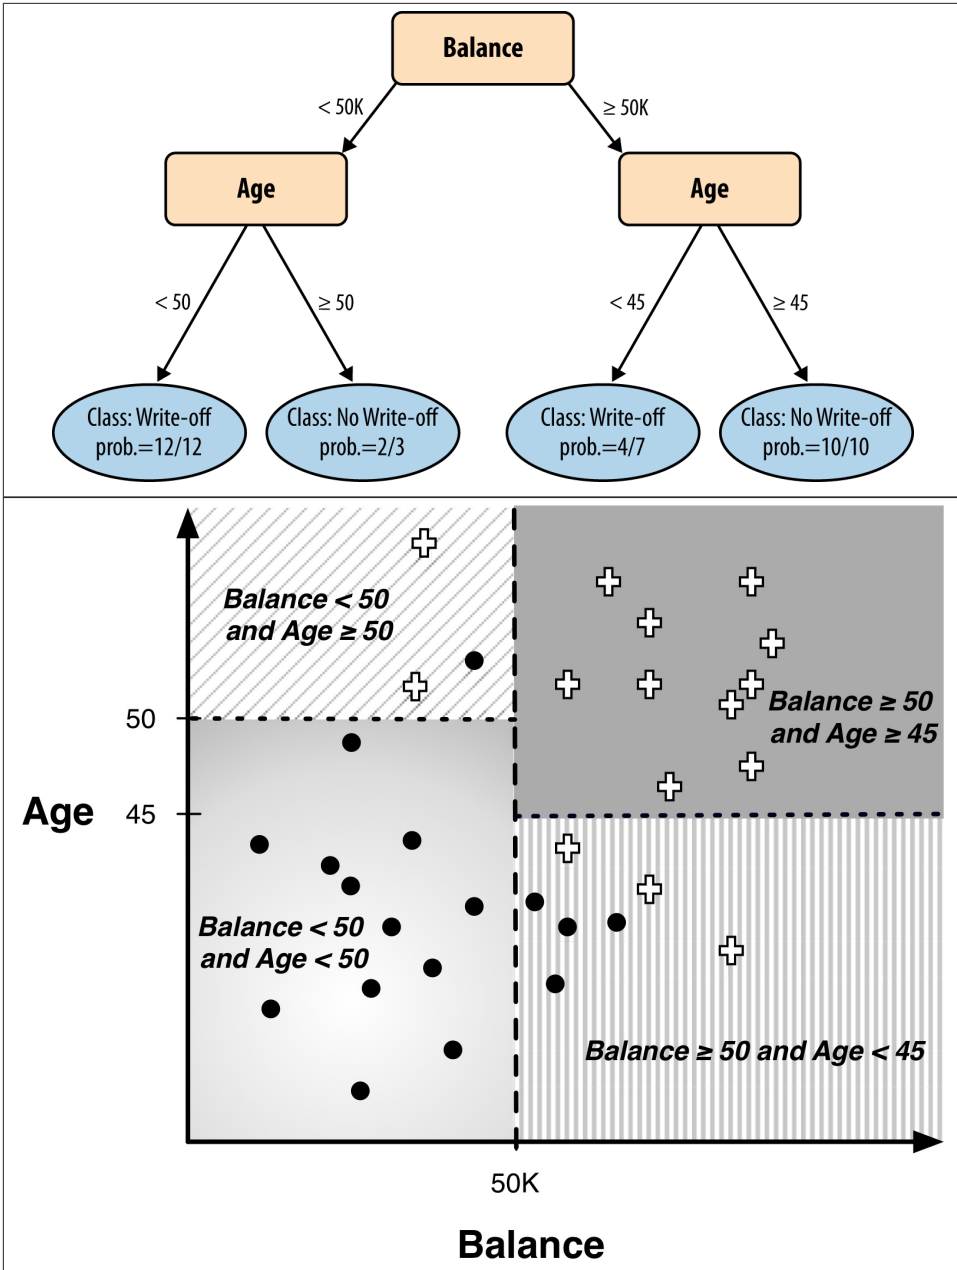 Balance
< 50K
≥ 50K
Age
Age
< 50
≥ 50
< 45
≥ 45
Class: Write-off
prob.=12/12
Class: No Write-off
prob.=2/3
Class: Write-off
prob.=4/7
Class: No Write-off
prob.=10/10
Balance < 50
and Age ≥ 50
Balance ≥ 50
and Age ≥ 45
50
Age
45
Balance < 50
and Age < 50
Balance ≥ 50 and Age < 45
50K
Balance